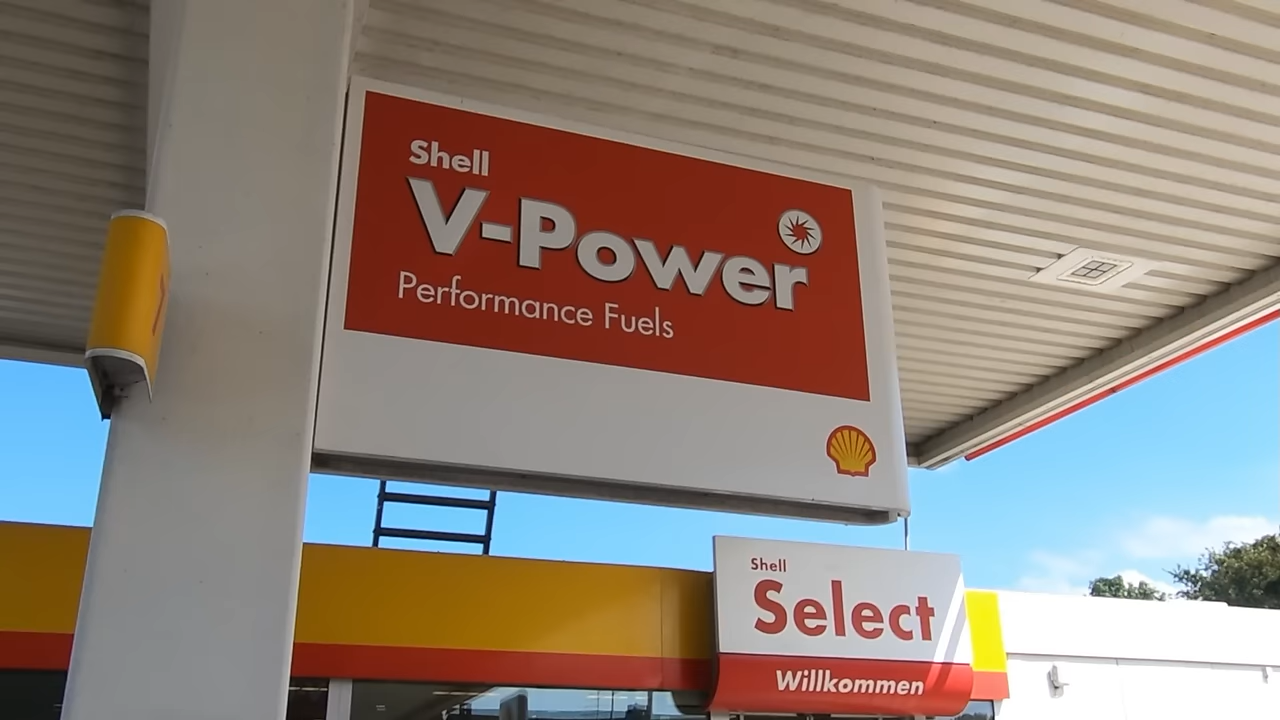 Shell
V-Power
Performance Fuels
Shell
Select
Willkommen